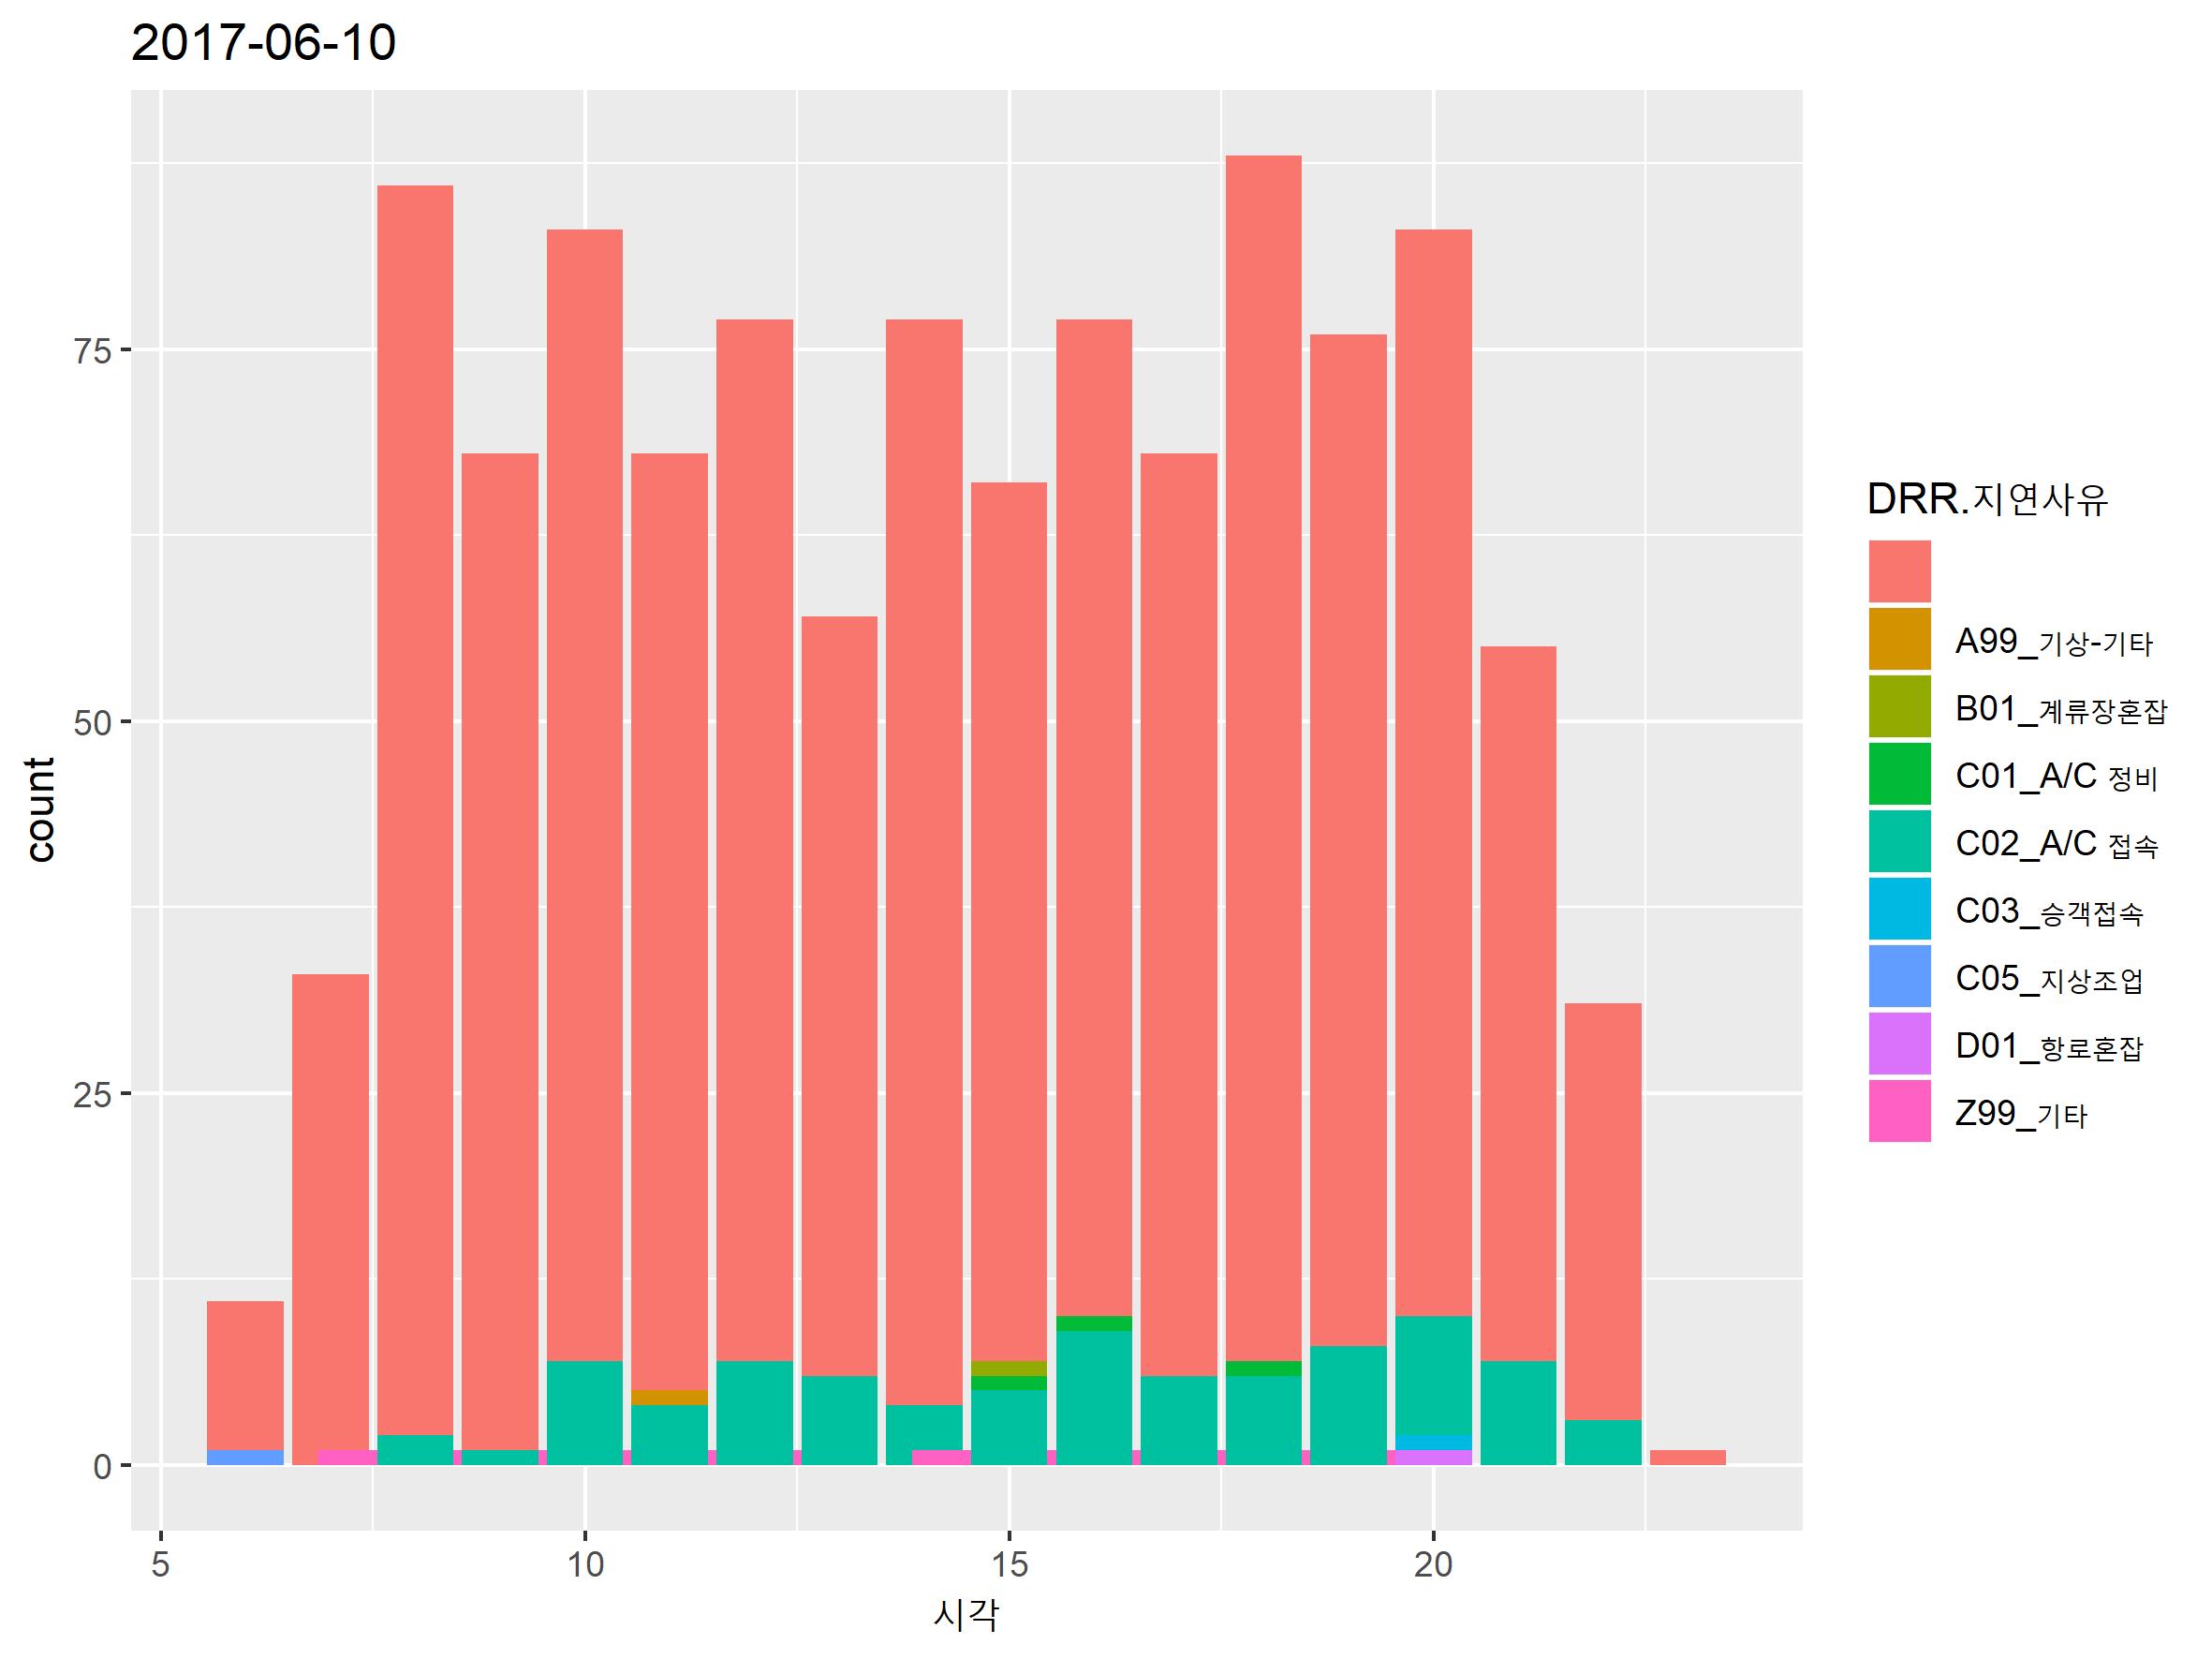 2017-06-10
75
50
25
0
count
5 10 15 20
시각
DRR.지연사유
A99_기상-기타
B01_계류장혼잡
C01_A/C 정비
C02_A/C 접속
C03_승객접속
C05_지상조업
D01_항로혼잡
Z99_기타